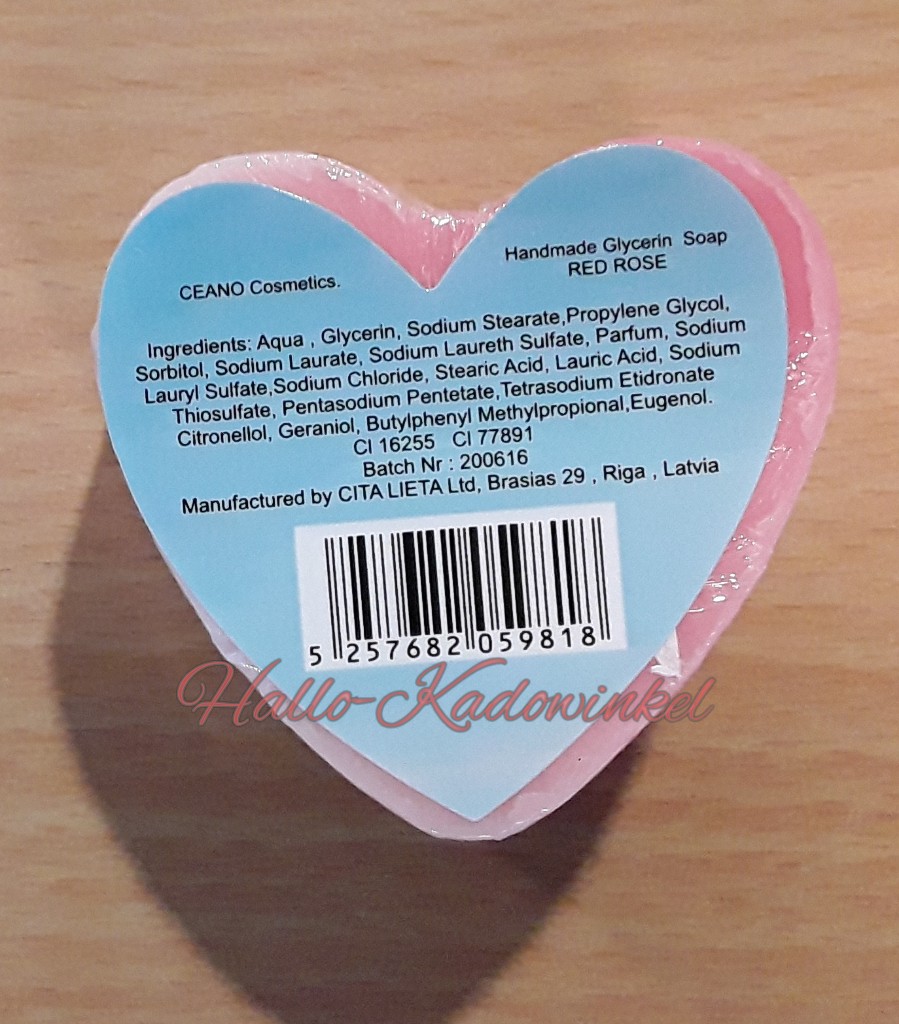 CEANO Cosmetics.
Handmade Glycerin Soap
RED ROSE
Ingredients: Aqua , Glycerin, Sodium Stearate,Propylene Glycol,
Sorbitol, Sodium Laurate, Sodium Laureth Sulfate, Parfum, Sodium
Lauryl Sulfate,Sodium Chloride, Stearic Acid, Lauric Acid, Sodium
Thiosulfate, Pentasodium Pentetate,Tetrasodium Etidronate
Citronellol, Geraniol, Butylphenyl Methylpropional,Eugenol.
CI 16255 CI 77891
Batch Nr : 200616
Manufactured by CITA LIETA Ltd, Brasias 29 , Riga , Latvia
5 257682 059818
Hallo-Kadowinkel